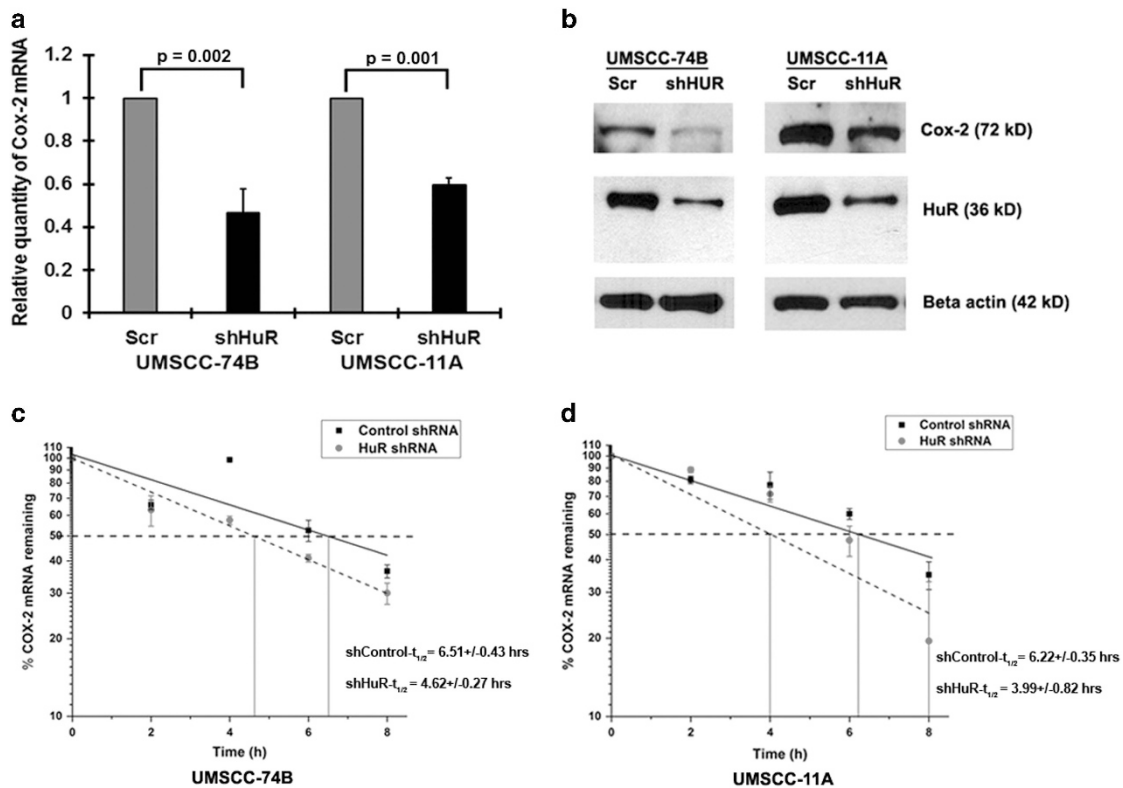 a
Relative quantity of Cox-2 mRNA
1.2
1
0.8
0.6
0.4
0.2
0
p = 0.002
p = 0.001
Scr shHuR Scr shHuR
UMSCC-74B UMSCC-11A
b
UMSCC-74B UMSCC-11A
Scr shHUR Scr shHuR
Cox-2 (72 kD)
HuR (36 kD)
Beta actin (42 kD)
c
Control shRNA
HuR shRNA
% COX-2 mRNA remaining
110
100
90
80
70
60
50
40
30
20
10
0 2 4 6 8
shControl-t1/2 = 6.51+/-0.43 hrs
shHuR-t1/2 = 4.62+/-0.27 hrs
Time (h)
UMSCC-74B
d
Control shRNA
HuR shRNA
% COX-2 mRNA remaining
110
100
90
80
70
60
50
40
30
20
10
0 2 4 6 8
shControl-t1/2 = 6.22+/-0.35 hrs
shHuR-t1/2 = 3.99+/-0.82 hrs
Time (h)
UMSCC-11A